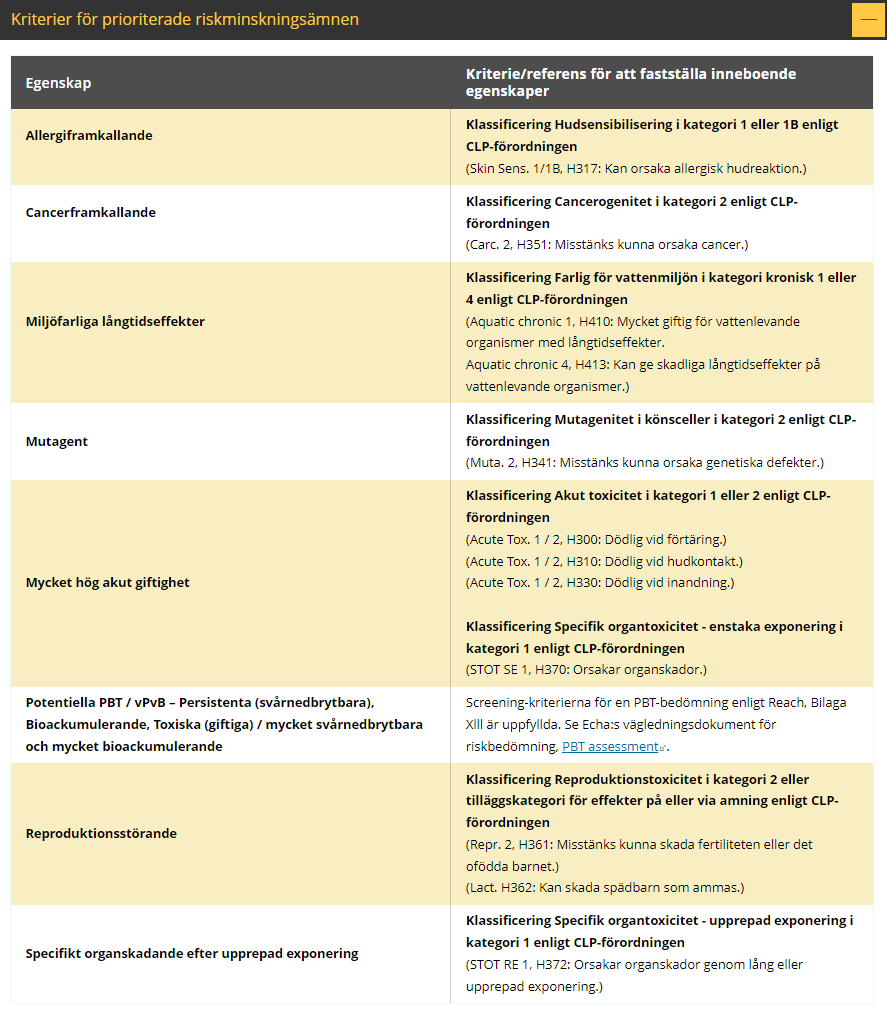 Kriterier för prioriterade riskminskningsämnen
Egenskap
Kriterie/referens för att fastställa inneboende
egenskaper
Allergiframkallande
Klassificering Hudsensibilisering i kategori 1 eller 1B enligt
CLP-förordningen
(Skin Sens. 1/1B, H317: Kan orsaka allergisk hudreaktion.)
Cancerframkallande
Klassificering Cancerogenitet i kategori 2 enligt CLP-
förordningen
(Carc. 2, H351: Misstänks kunna orsaka cancer.)
Miljöfarliga långtidseffekter
Klassificering Farlig för vattenmiljön i kategori kronisk 1 eller
4 enligt CLP-förordningen
(Aquatic chronic 1, H410: Mycket giftig för vattenlevande
organismer med långtidseffekter.
Aquatic chronic 4, H413: Kan ge skadliga långtidseffekter på
vattenlevande organismer.)
Mutagent
Klassificering Mutagenitet i könsceller i kategori 2 enligt CLP-
förordningen
(Muta. 2, H341: Misstänks kunna orsaka genetiska defekter.)
Mycket hög akut giftighet
Klassificering Akut toxicitet i kategori 1 eller 2 enligt CLP-
förordningen
(Acute Tox. 1 / 2, H300: Dödlig vid förtäring.)
(Acute Tox. 1 / 2, H310: Dödlig vid hudkontakt.)
(Acute Tox. 1 / 2, H330: Dödlig vid inandning.)
Klassificering Specifik organtoxicitet - enstaka exponering i
kategori 1 enligt CLP-förordningen
(STOT SE 1, H370: Orsakar organskador.)
Potentiella PBT / vPvB – Persistenta (svårnedbrytbara),
Bioackumulerande, Toxiska (giftiga) / mycket svårnedbrytbara
och mycket bioackumulerande
Screening-kriterierna för en PBT-bedömning enligt Reach, Bilaga
Xlll är uppfyllda. Se Echa:s vägledningsdokument för
riskbedömning, PBT assessment.
Reproduktionsstörande
Klassificering Reproduktionstoxicitet i kategori 2 eller
tilläggskategori för effekter på eller via amning enligt CLP-
förordningen
(Repr. 2, H361: Misstänks kunna skada fertiliteten eller det
ofödda barnet.)
(Lact. H362: Kan skada spädbarn som ammas.)
Specifikt organskadande efter upprepad exponering
Klassificering Specifik organtoxicitet - upprepad exponering i
kategori 1 enligt CLP-förordningen
(STOT RE 1, H372: Orsakar organskador genom lång eller
upprepad exponering.)